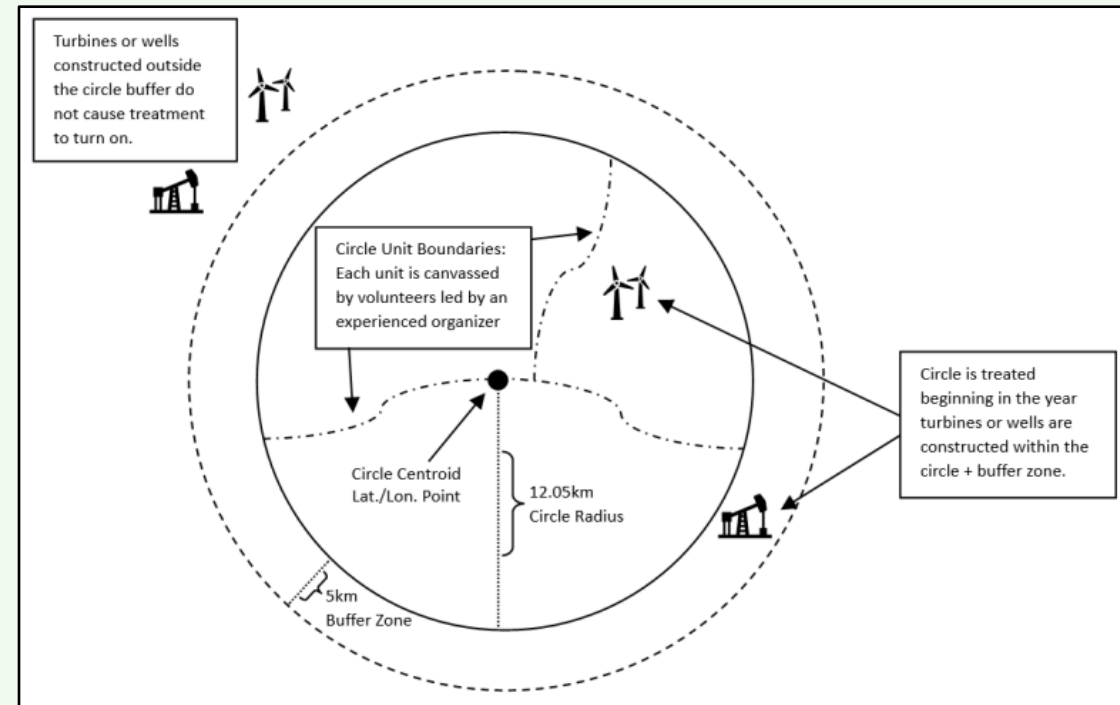 Turbines or wells
constructed outside
the circle buffer do
not cause treatment
to turn on.
Circle Unit Boundaries:
Each unit is canvassed
by volunteers led by an
experienced organizer
Circle is treated
beginning in the year
turbines or wells are
constructed within the
circle + buffer zone.
Circle Centroid
Lat./Lon. Point
12.05km
Circle Radius
5km
Buffer Zone